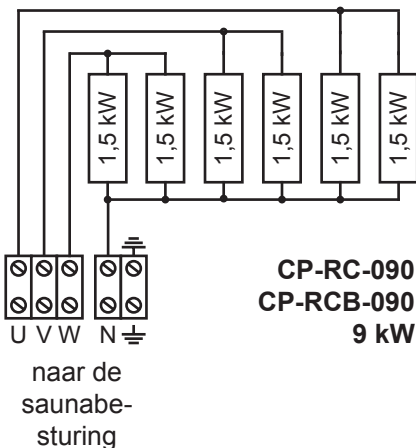 1,5 kW 1,5 kW 1,5 kW 1,5 kW 1,5 kW 1,5 kW
CP-RC-090
CP-RCB-090
9 kW
U V W N
naar de
saunabe-
sturing